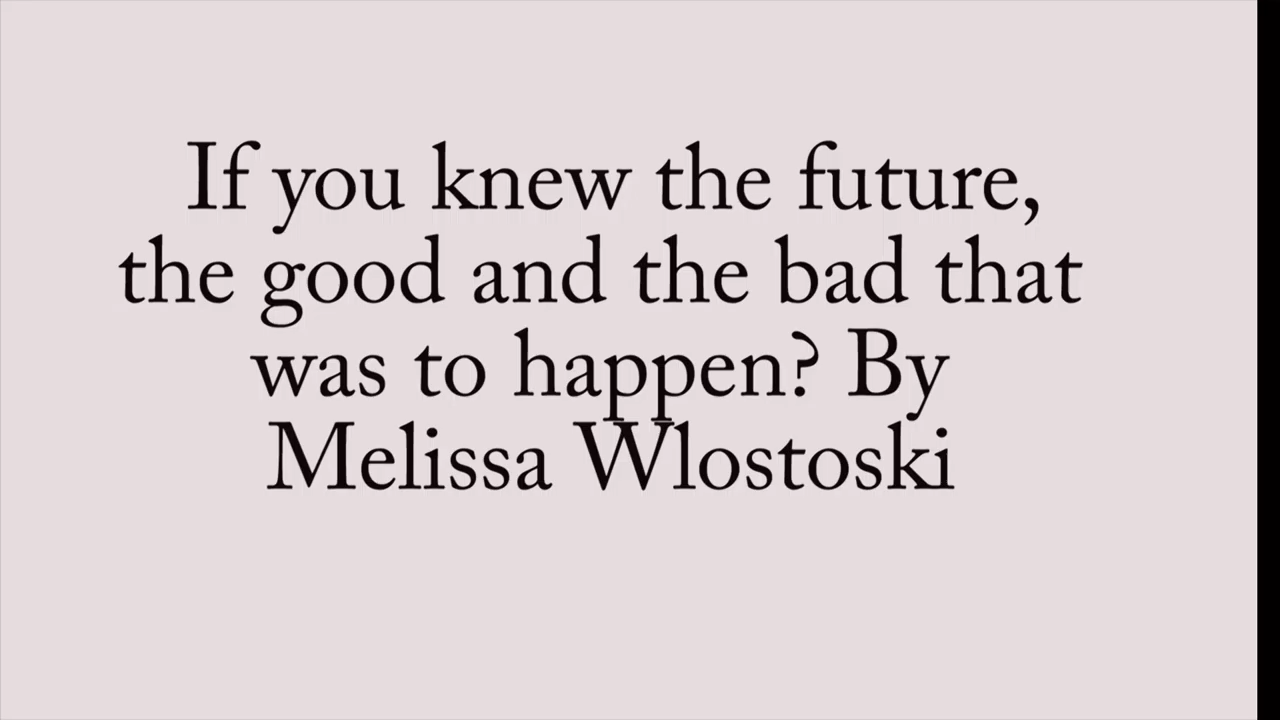 If you knew the future,
the good and the bad that
was to happen? By
Melissa Wlostoski